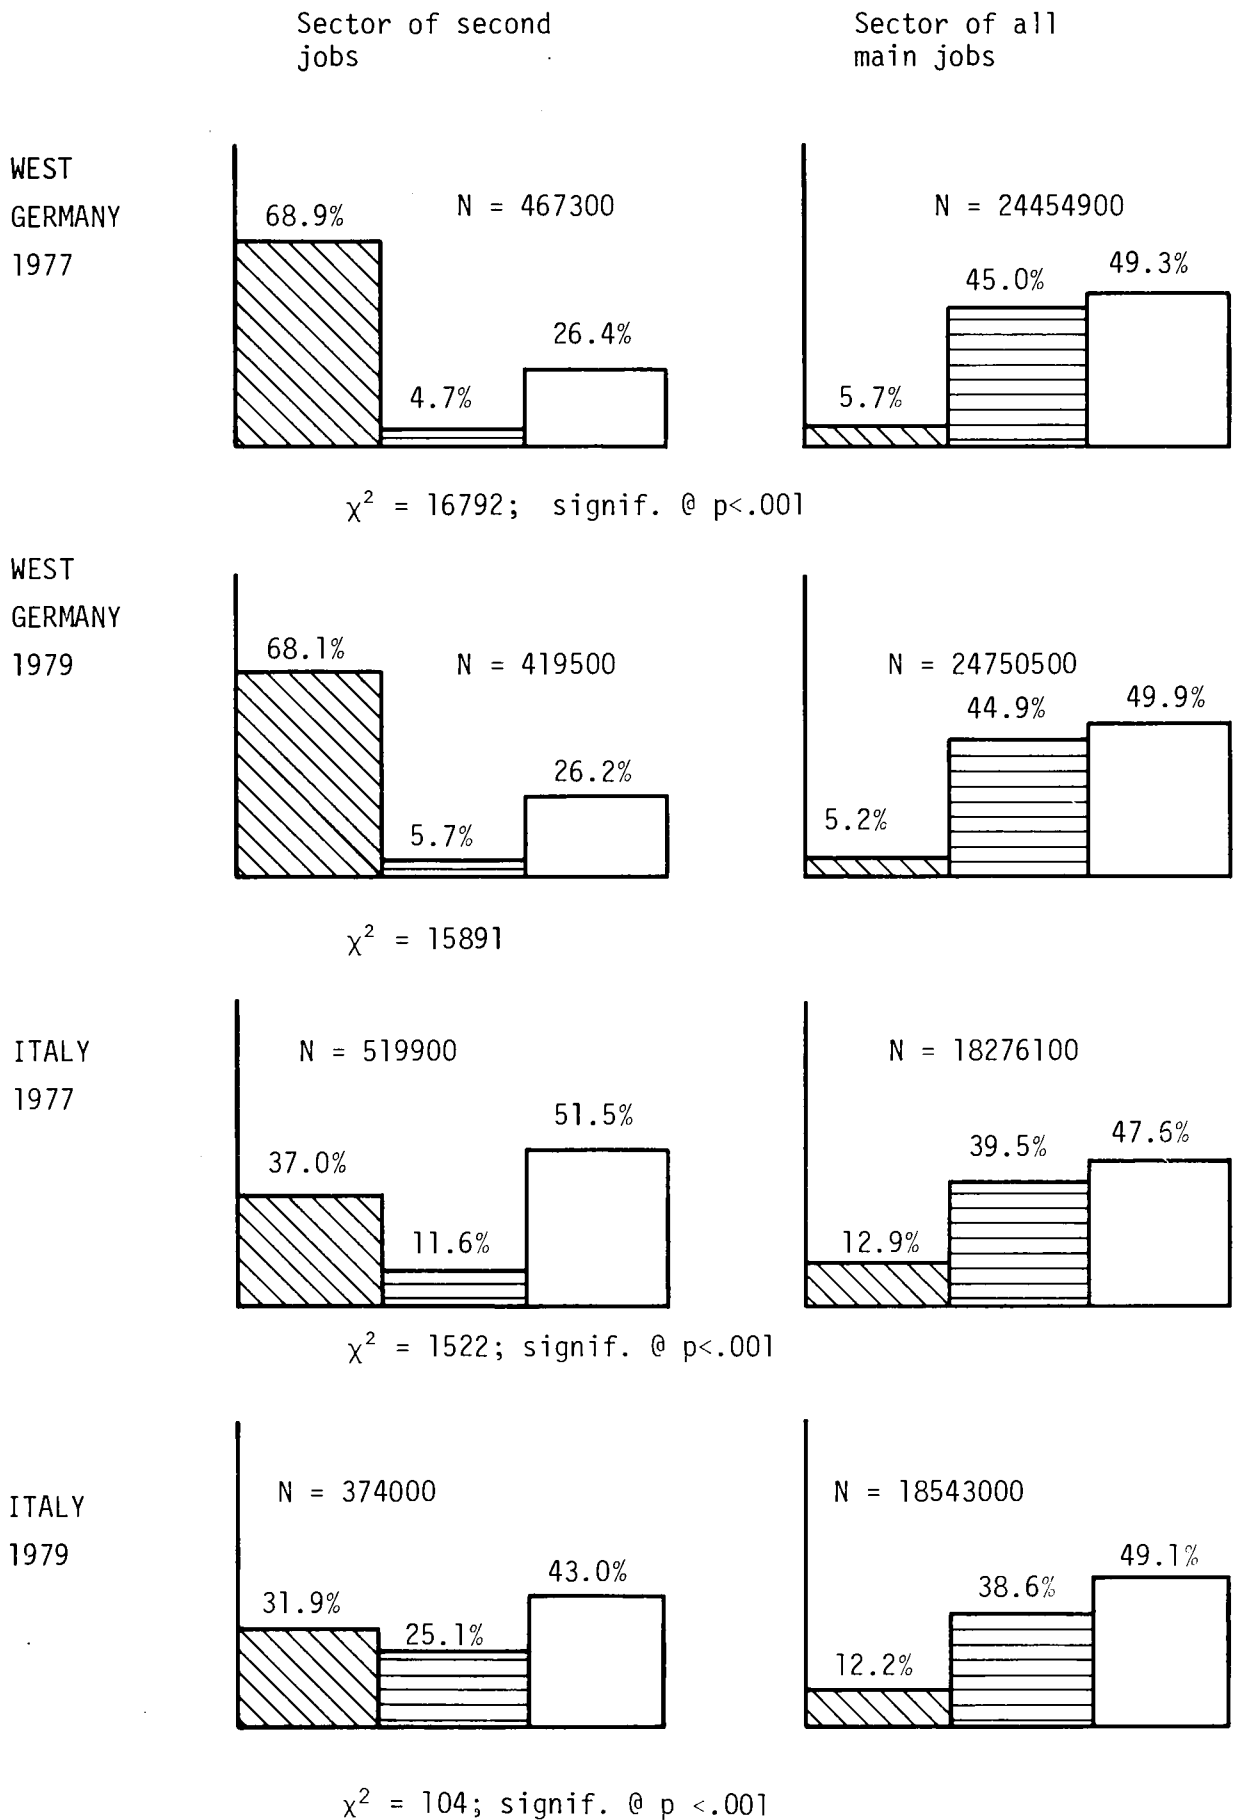 Sector of second
jobs
Sector of all
main jobs
WEST
GERMANY
1977
68.9%
N = 467300
4.7%
26.4%
N = 24454900
5.7%
45.0%
49.3%
χ² = 16792; signif. @ p<.001
WEST
GERMANY
1979
68.1%
N = 419500
5.7%
26.2%
N = 24750500
5.2%
44.9%
49.9%
χ² = 15891
ITALY
1977
N = 519900
37.0%
11.6%
51.5%
N = 18276100
12.9%
39.5%
47.6%
χ² = 1522; signif. @ p<.001
ITALY
1979
N = 374000
31.9%
25.1%
43.0%
N = 18543000
12.2%
38.6%
49.1%
χ² = 104; signif. @ p <.001